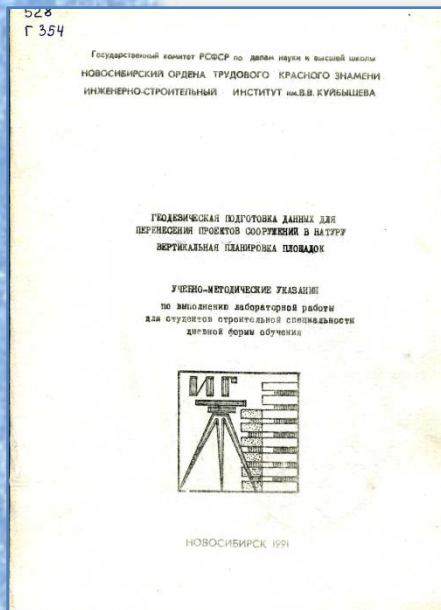 528
Г 354
Государственный комитет РСФСР по делам науки и высшей школы
НОВОСИБИРСКИЙ ОРДЕНА ТРУДОВОГО КРАСНОГО ЗНАМЕНИ
ИНЖЕНЕРНО-СТРОИТЕЛЬНЫЙ ИНСТИТУТ им.В.В. КУЙБЫШЕВА
ГЕОДЕЗИЧЕСКАЯ ПОДГОТОВКА ДАННЫХ ДЛЯ
ПЕРЕНЕСЕНИЯ ПРОЕКТОВ СООРУЖЕНИЙ В НАТУРУ
ВЕРТИКАЛЬНАЯ ПЛАНИРОВКА ПЛОЩАДОК
УЧЕБНО-МЕТОДИЧЕСКИЕ УКАЗАНИЯ
по выполнению лабораторной работы
для студентов строительной специальности
дневной формы обучения
ИГ
НОВОСИБИРСК 1991